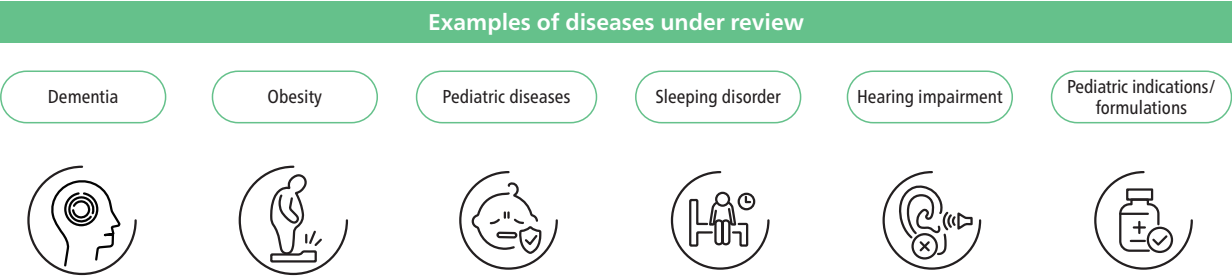 Examples of diseases under review
Dementia
Obesity
Pediatric diseases
Sleeping disorder
Hearing impairment
Pediatric indications/
formulations